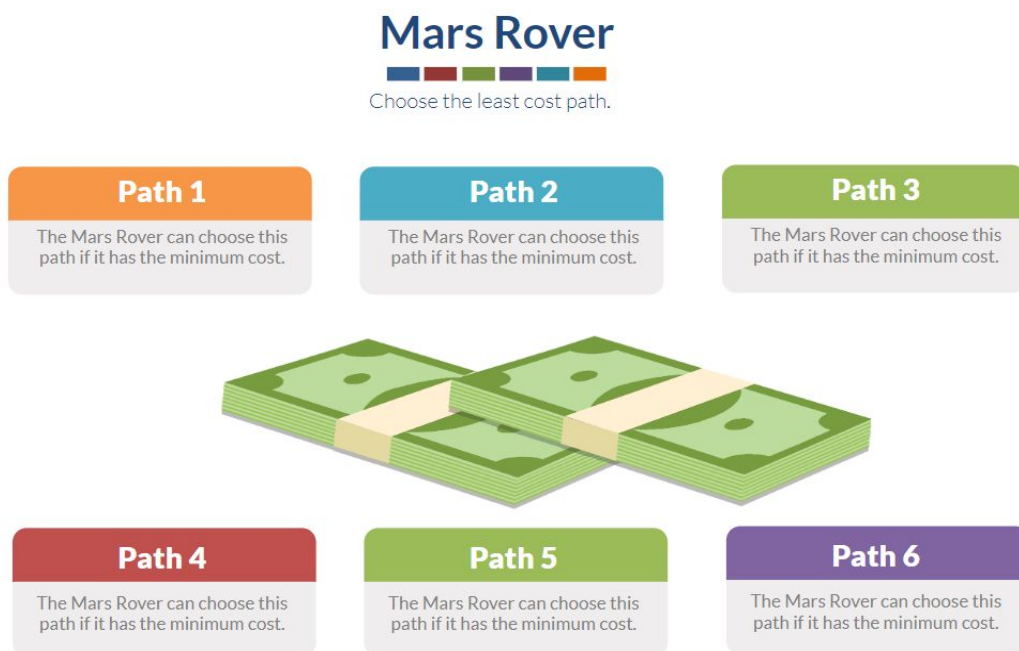 Mars Rover
Choose the least cost path.
Path 1
The Mars Rover can choose this
path if it has the minimum cost.
Path 2
The Mars Rover can choose this
path if it has the minimum cost.
Path 3
The Mars Rover can choose this
path if it has the minimum cost.
Path 4
The Mars Rover can choose this
path if it has the minimum cost.
Path 5
The Mars Rover can choose this
path if it has the minimum cost.
Path 6
The Mars Rover can choose this
path if it has the minimum cost.